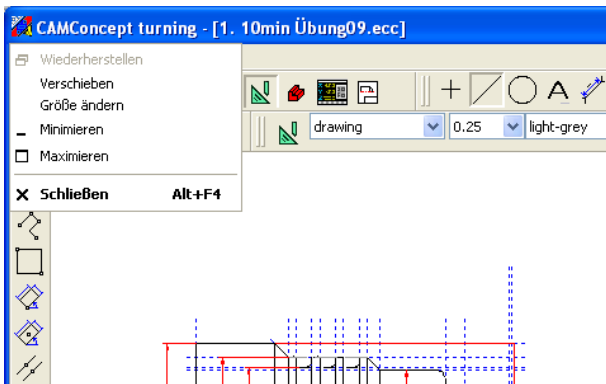 CAMConcept turning - [1. 10min Übung09.ecc]
Wiederherstellen
Verschieben
Größe ändern
Minimieren
Maximieren
Schließen Alt+F4
drawing 0.25 light-grey